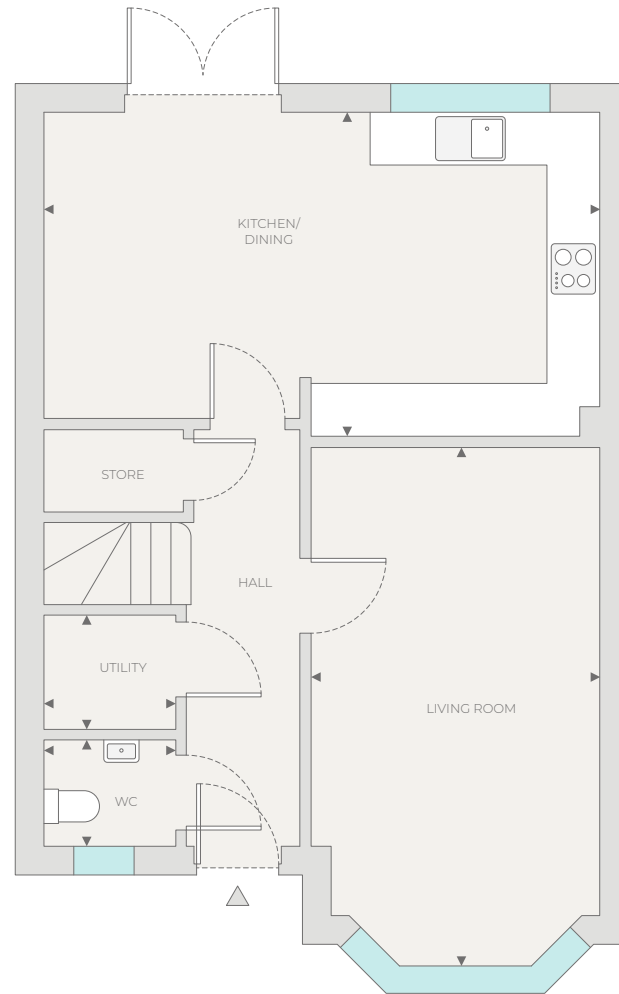 KITCHEN/
DINING
STORE
HALL
UTILITY
LIVING ROOM
WC